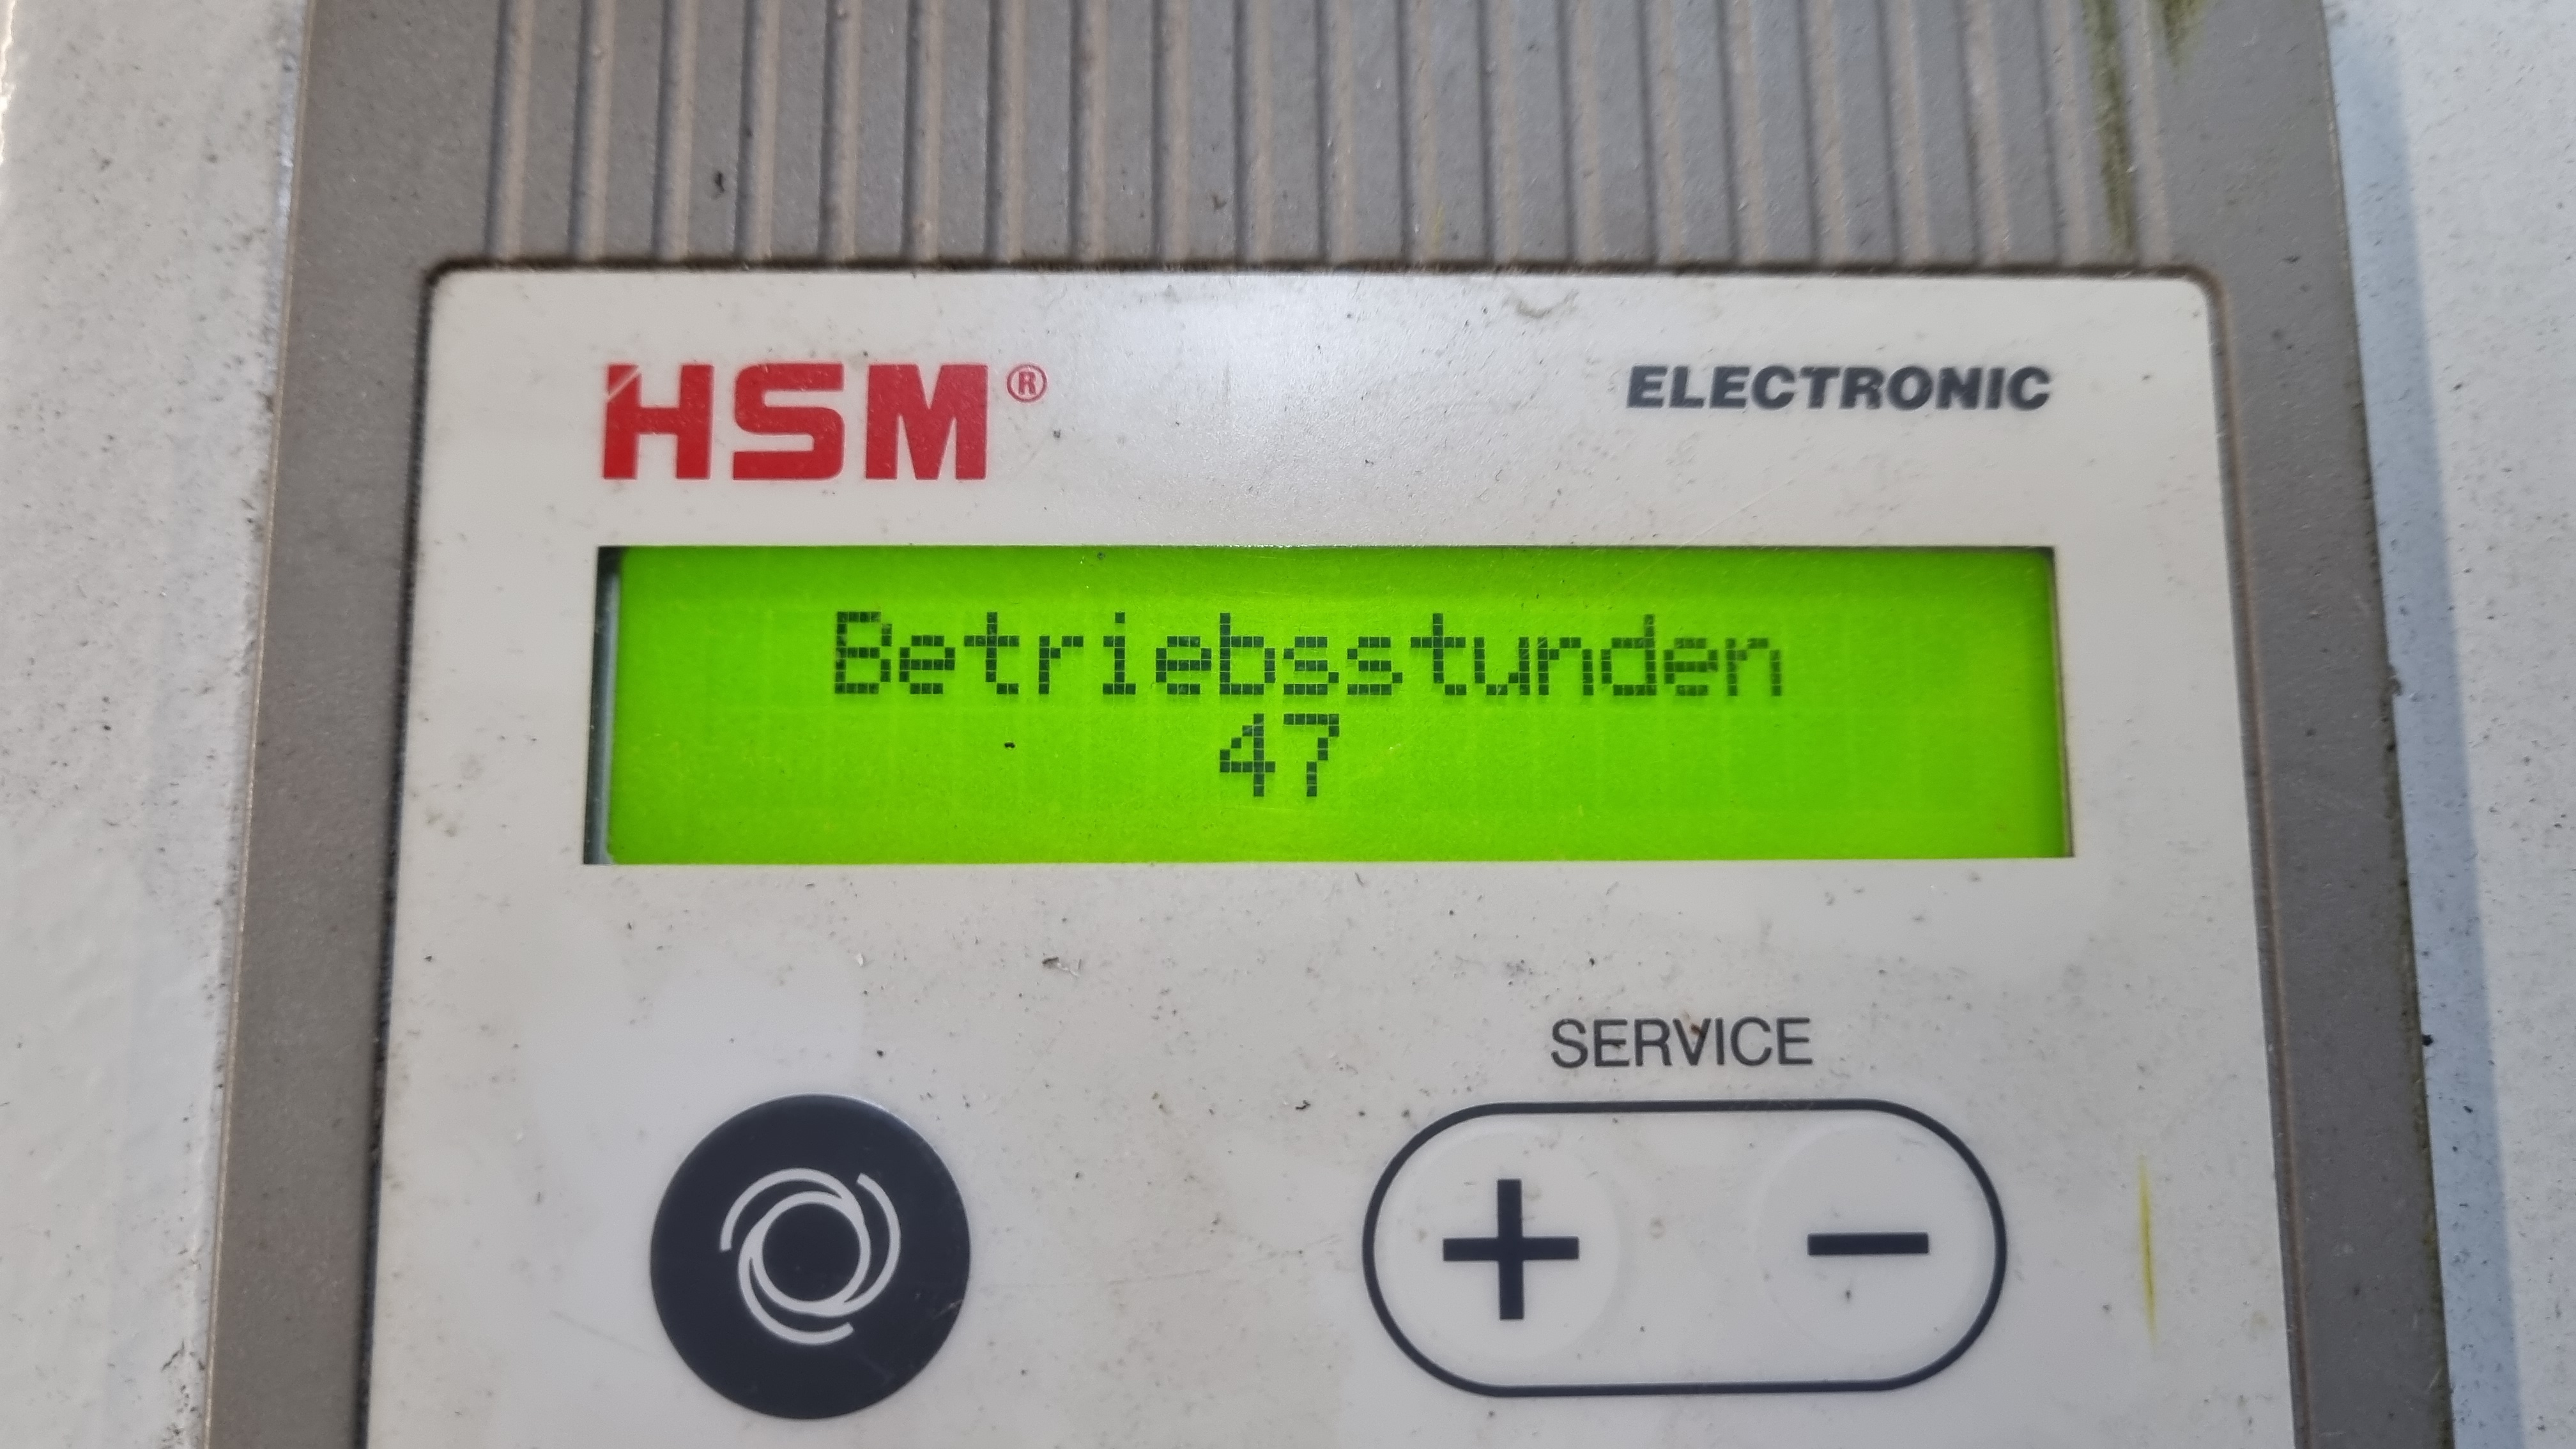 HSM®
ELECTRONIC
Betriebsstunden
47
SERVICE
+ −